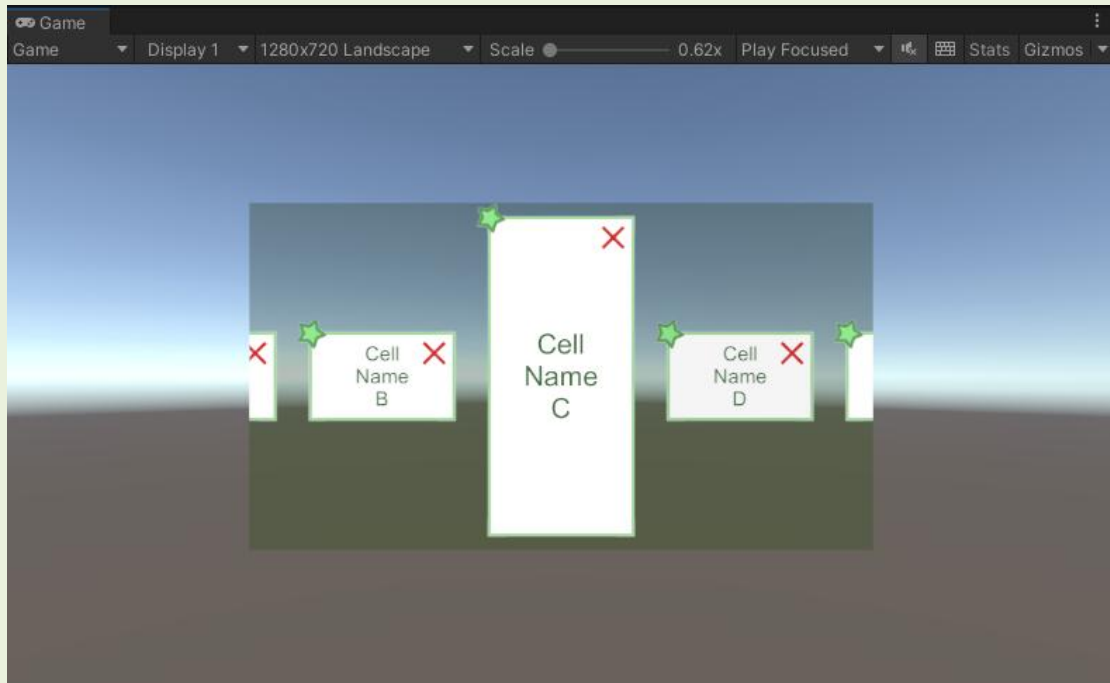 Game
Game Display 1 1280x720 Landscape Scale 0.62x Play Focused Stats Gizmos
Cell
Name
B
Cell
Name
C
Cell
Name
D